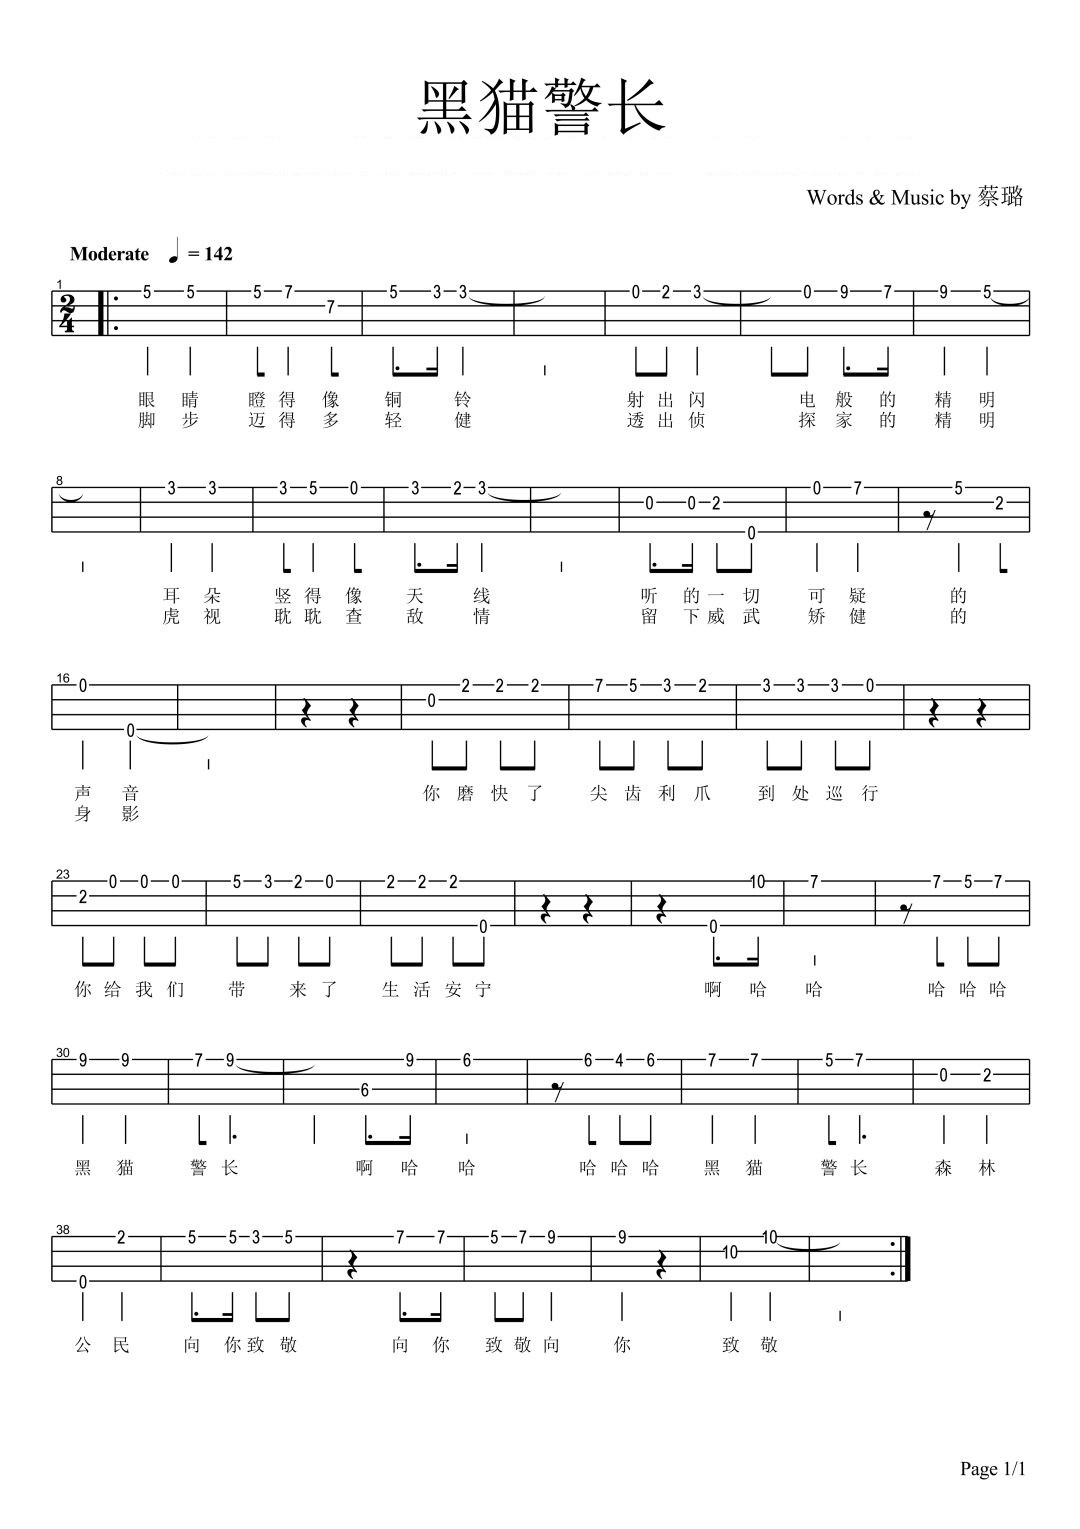 黑猫警长
Words & Music by 蔡璐
Moderate = 142
1
5 5 5 7 7 5 3 3 0 2 3 0 9 7 9 5
2
4
眼 睛 瞪 得 像 铜 铃 射 出 闪 电 般 的 精 明
脚 步 迈 得 多 轻 健 透 出 侦 探 家 的 精 明
8
3 3 3 5 0 3 2 3 0 0 2 0 0 7 5 2
耳 朵 竖 得 像 天 线 听 的 一 切 可 疑 的
虎 视 耽 耽 查 敌 情 留 下 威 武 矫 健 的
16
0 0 0 2 2 2 7 5 3 2 3 3 3 0
声 音 你 磨 快 了 尖 齿 利 爪 到 处 巡 行
身 影
23
2 0 0 0 5 3 2 0 2 2 2 0 0 10 7 7 5 7
你 给 我 们 带 来 了 生 活 安 宁 啊 哈 哈 哈 哈 哈
30
9 9 7 9 6 9 6 6 4 6 7 7 5 7 0 2
黑 猫 警 长 啊 哈 哈 哈 哈 哈 黑 猫 警 长 森 林
38
0 2 5 5 3 5 7 7 5 7 9 9 10 10
公 民 向 你 致 敬 向 你 致 敬 向 你 致 敬
Page 1/1